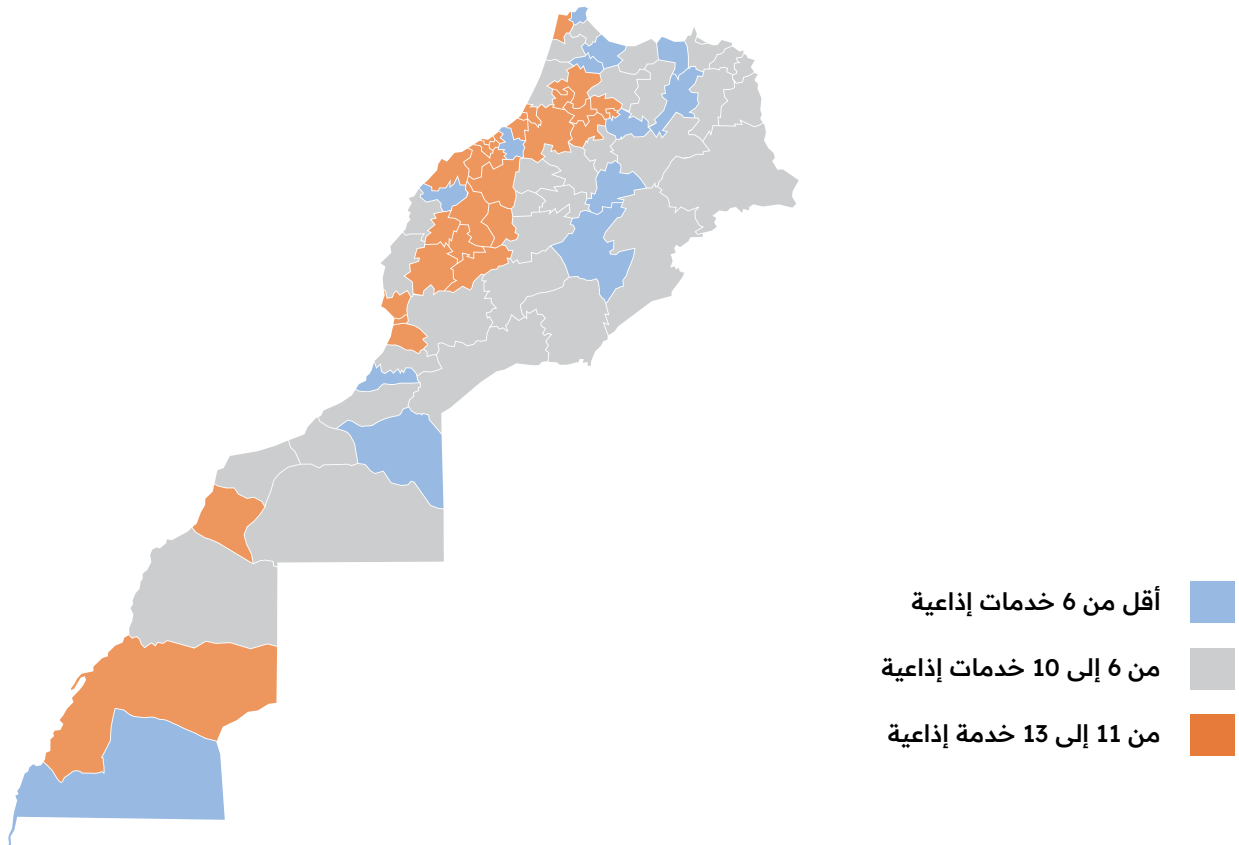 أقل من 6 خدمات إذاعية
من 6 إلى 10 خدمات إذاعية
من 11 إلى 13 خدمة إذاعية